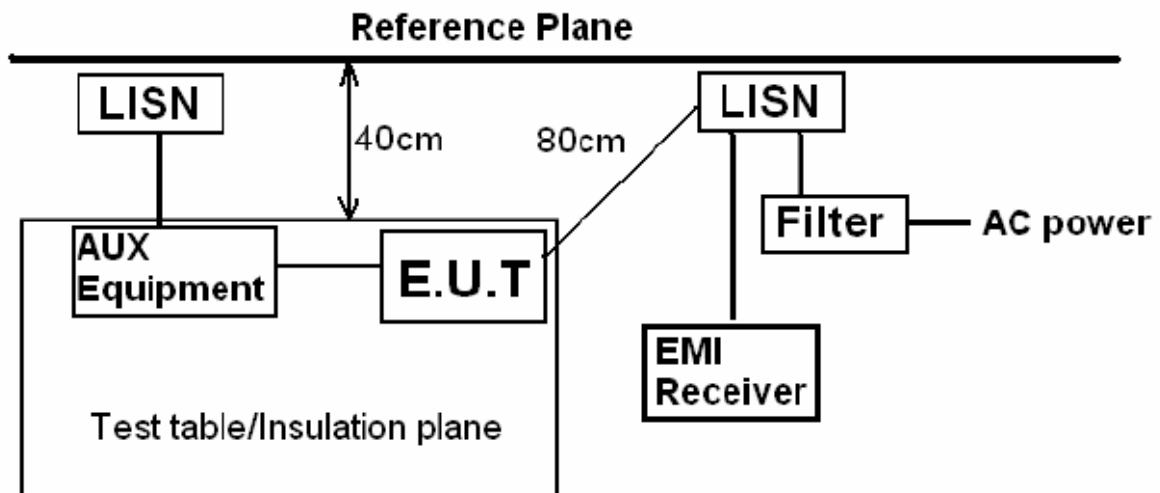 Reference Plane
LISN
LISN
40cm
80cm
Filter
AC power
AUX
Equipment
E.U.T
EMI
Receiver
Test table/Insulation plane